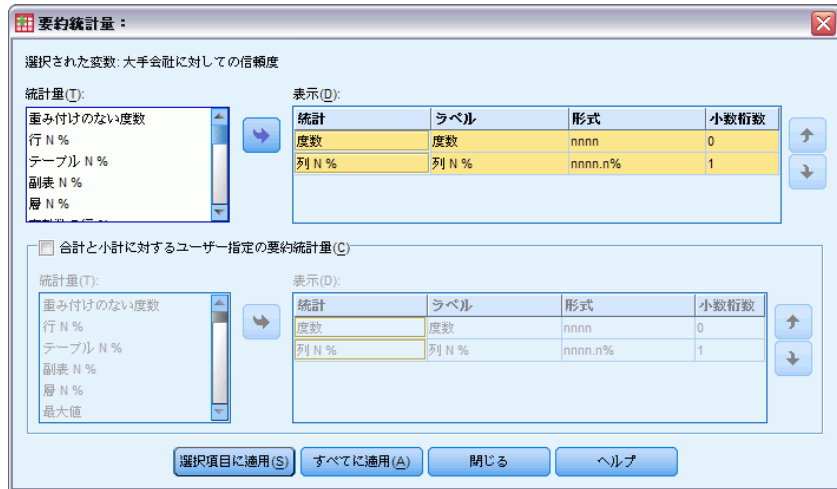 要約統計量：
選択された変数: 大手会社に対しての信頼度
統計量(T):
重み付けのない度数
行 N %
テーブル N %
副表 N %
層 N %
表示(D):
統計 ラベル 形式 小数桁数
度数 度数 nnnn 0
列 N % 列 N % nnnn.n% 1
合計と小計に対するユーザー指定の要約統計量(C)
統計量(T):
重み付けのない度数
行 N %
テーブル N %
副表 N %
層 N %
最大値
表示(D):
統計 ラベル 形式 小数桁数
度数 度数 nnnn 0
列 N % 列 N % nnnn.n% 1
選択項目に適用(S) すべてに適用(A) 閉じる ヘルプ